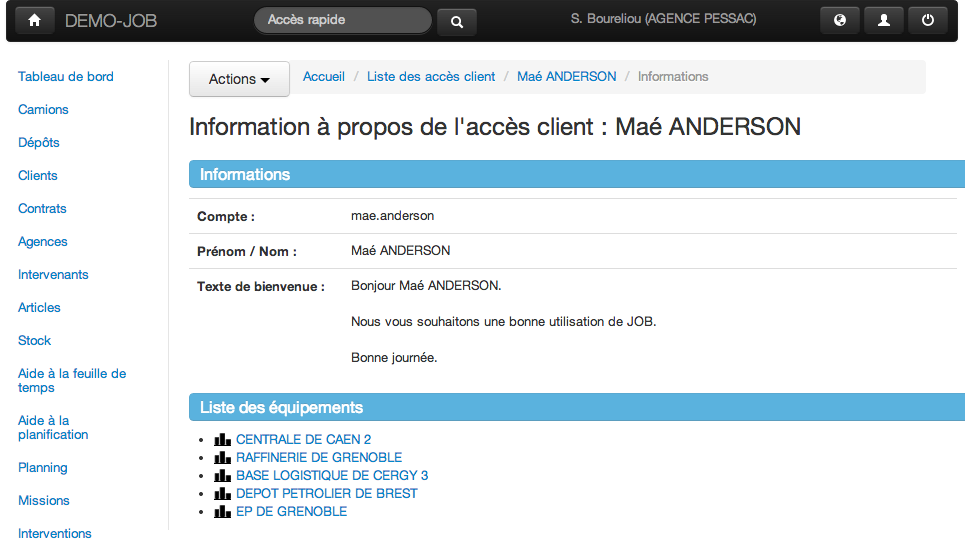 DEMO-JOB
Accès rapide
S. Boureliou (AGENCE PESSAC)
Tableau de bord
Camions
Dépôts
Clients
Contrats
Agences
Intervenants
Articles
Stock
Aide à la feuille de
temps
Aide à la
planification
Planning
Missions
Interventions
Actions
Accueil / Liste des accès client / Maé ANDERSON / Informations
Information à propos de l'accès client : Maé ANDERSON
Informations
Compte : mae.anderson
Prénom / Nom : Maé ANDERSON
Texte de bienvenue : Bonjour Maé ANDERSON.
Nous vous souhaitons une bonne utilisation de JOB.
Bonne journée.
Liste des équipements
CENTRALE DE CAEN 2
RAFFINERIE DE GRENOBLE
BASE LOGISTIQUE DE CERGY 3
DEPOT PETROLIER DE BREST
EP DE GRENOBLE